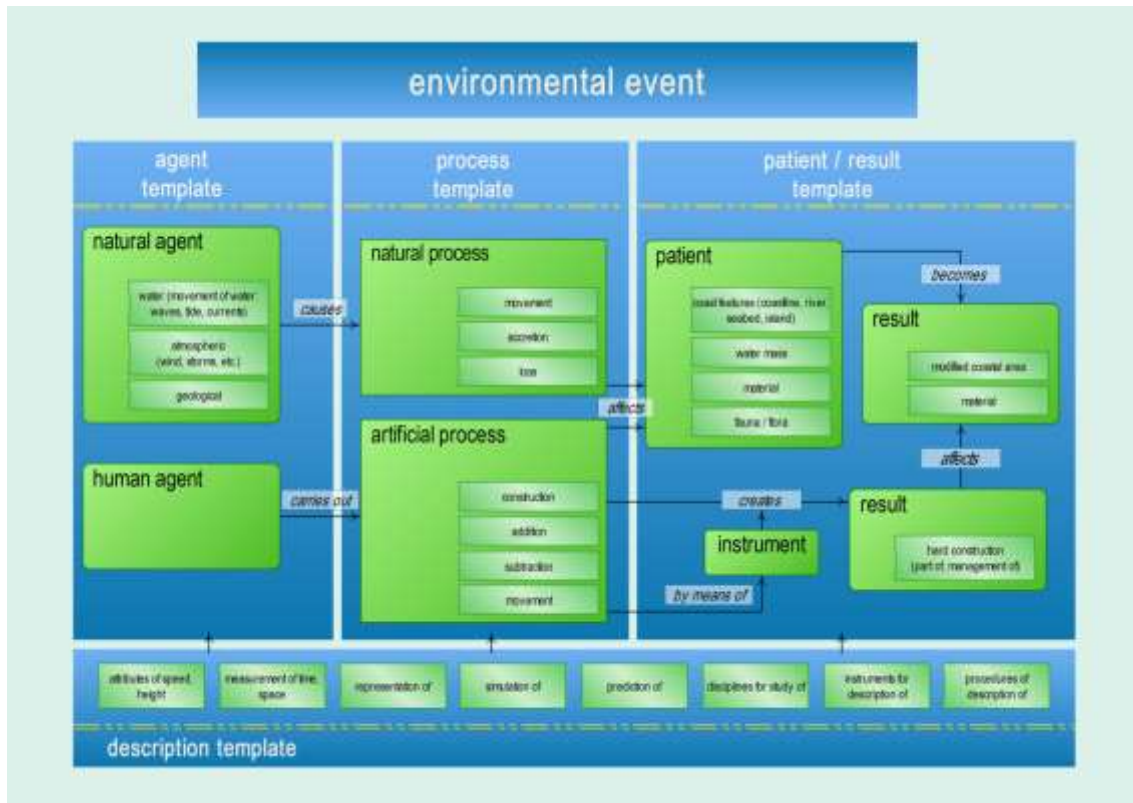 environmental event
agent
template
process
template
patient / result
template
natural agent
water (movement of water:
waves, tide, currents)
atmospheric
(wind, storms, etc.)
geological
human agent
causes
carries out
natural process
movement
accretion
loss
artificial process
construction
addition
subtraction
movement
affects
patient
coast features (coastline, river
seabed, island)
water mass
material
fauna / flora
becomes
result
modified coastal area
material
affects
creates
result
hard construction
(part of, management of)
instrument
by means of
attributes of speed,
height
measurement of time,
space
representation of
simulation of
prediction of
disciplines for study of
instruments for
description of
procedures of
description of
description template